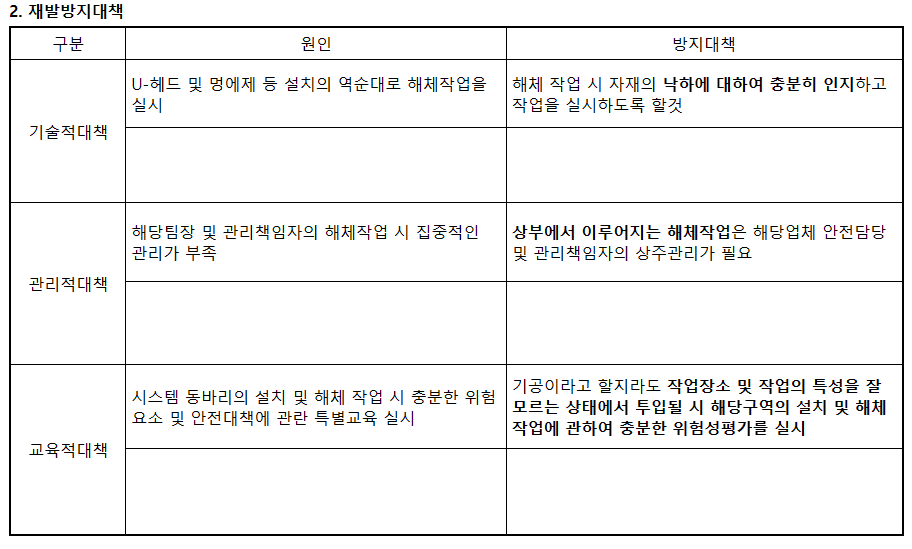 2. 재발방지대책
구분 원인 방지대책
기술적대책
U-헤드 및 멍에제 등 설치의 역순대로 해체작업을
실시
해체 작업 시 자재의 낙하에 대하여 충분히 인지하고
작업을 실시하도록 할것
관리적대책
해당팀장 및 관리책임자의 해체작업 시 집중적인
관리가 부족
상부에서 이루어지는 해체작업은 해당업체 안전담당
및 관리책임자의 상주관리가 필요
교육적대책
시스템 동바리의 설치 및 해체 작업 시 충분한 위험
요소 및 안전대책에 관란 특별교육 실시
기공이라고 할지라도 작업장소 및 작업의 특성을 잘
모르는 상태에서 투입될 시 해당구역의 설치 및 해체
작업에 관하여 충분한 위험성평가를 실시